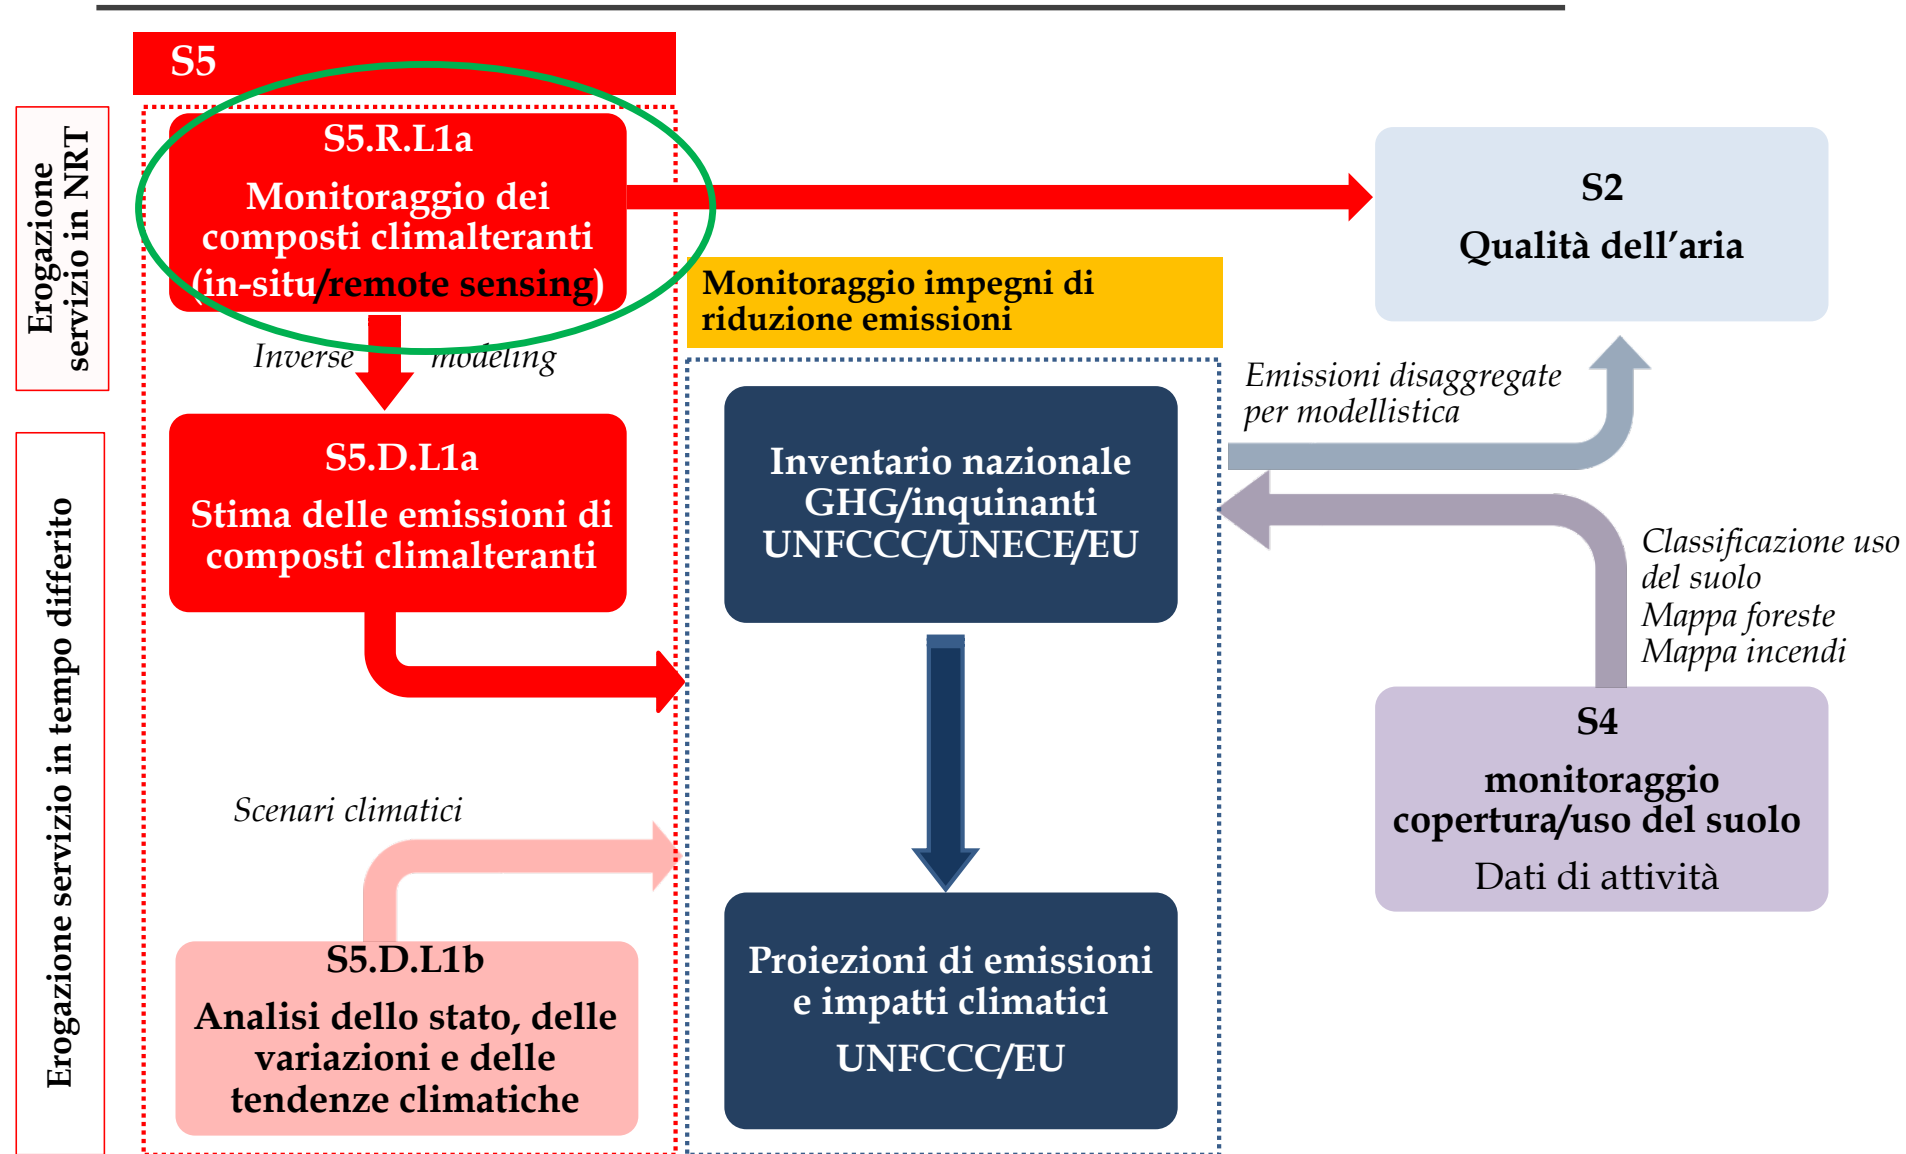 S5
Erogazione
servizio in NRT
S5.R.L1a
Monitoraggio dei
composti climalteranti
(in-situ/remote sensing)
Inverse modeling
S2
Qualità dell’aria
Monitoraggio impegni di
riduzione emissioni
Emissioni disaggregate
per modellistica
Erogazione servizio in tempo differito
S5.D.L1a
Stima delle emissioni di
composti climalteranti
Inventario nazionale
GHG/inquinanti
UNFCCC/UNECE/EU
Classificazione uso
del suolo
Mappa foreste
Mappa incendi
Scenari climatici
S4
monitoraggio
copertura/uso del suolo
Dati di attività
S5.D.L1b
Analisi dello stato, delle
variazioni e delle
tendenze climatiche
Proiezioni di emissioni
e impatti climatici
UNFCCC/EU